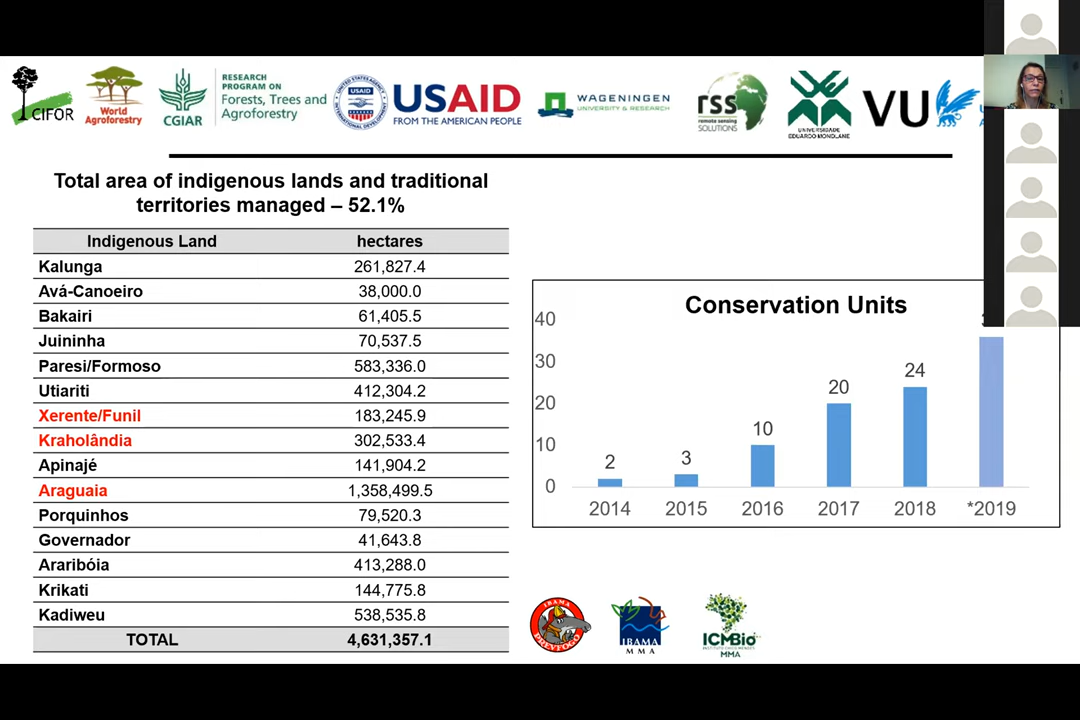 CIFOR
World
Agroforestry
CGIAR
RESEARCH
PROGRAM ON
Forests, Trees and
Agroforestry
USAID
USAID
FROM THE AMERICAN PEOPLE
WAGENINGEN
UNIVERSITY & RESEARCH
rss
remote sensing
SOLUTIONS
UNIVERSIDADE
EDUARDO MONDLANE
VU
Total area of indigenous lands and traditional
territories managed – 52.1%
Indigenous Land hectares
Kalunga 261,827.4
Avá-Canoeiro 38,000.0
Bakairi 61,405.5
Juininha 70,537.5
Paresi/Formoso 583,336.0
Utiariti 412,304.2
Xerente/Funil 183,245.9
Kraholândia 302,533.4
Apinajé 141,904.2
Araguaia 1,358,499.5
Porquinhos 79,520.3
Governador 41,643.8
Araribóia 413,288.0
Krikati 144,775.8
Kadiweu 538,535.8
TOTAL 4,631,357.1
Conservation Units
40
30
20
10
0
2
3
10
20
24
2014 2015 2016 2017 2018 *2019
IBAMA
PREVFOGO
IBAMA
MMA
ICMBio
INSTITUTO CHICO MENDES
MMA